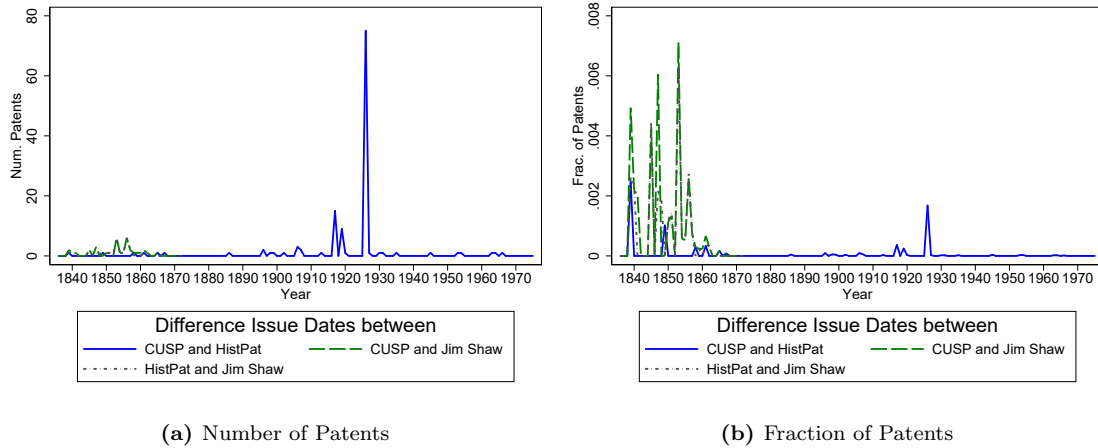 80
60
40
20
0
Num. Patents
1840 1850 1860 1870 1880 1890 1900 1910 1920 1930 1940 1950 1960 1970
Year
Difference Issue Dates between
CUSP and HistPat
CUSP and Jim Shaw
HistPat and Jim Shaw
(a) Number of Patents
.008
.006
.004
.002
0
Frac. of Patents
1840 1850 1860 1870 1880 1890 1900 1910 1920 1930 1940 1950 1960 1970
Year
Difference Issue Dates between
CUSP and HistPat
CUSP and Jim Shaw
HistPat and Jim Shaw
(b) Fraction of Patents